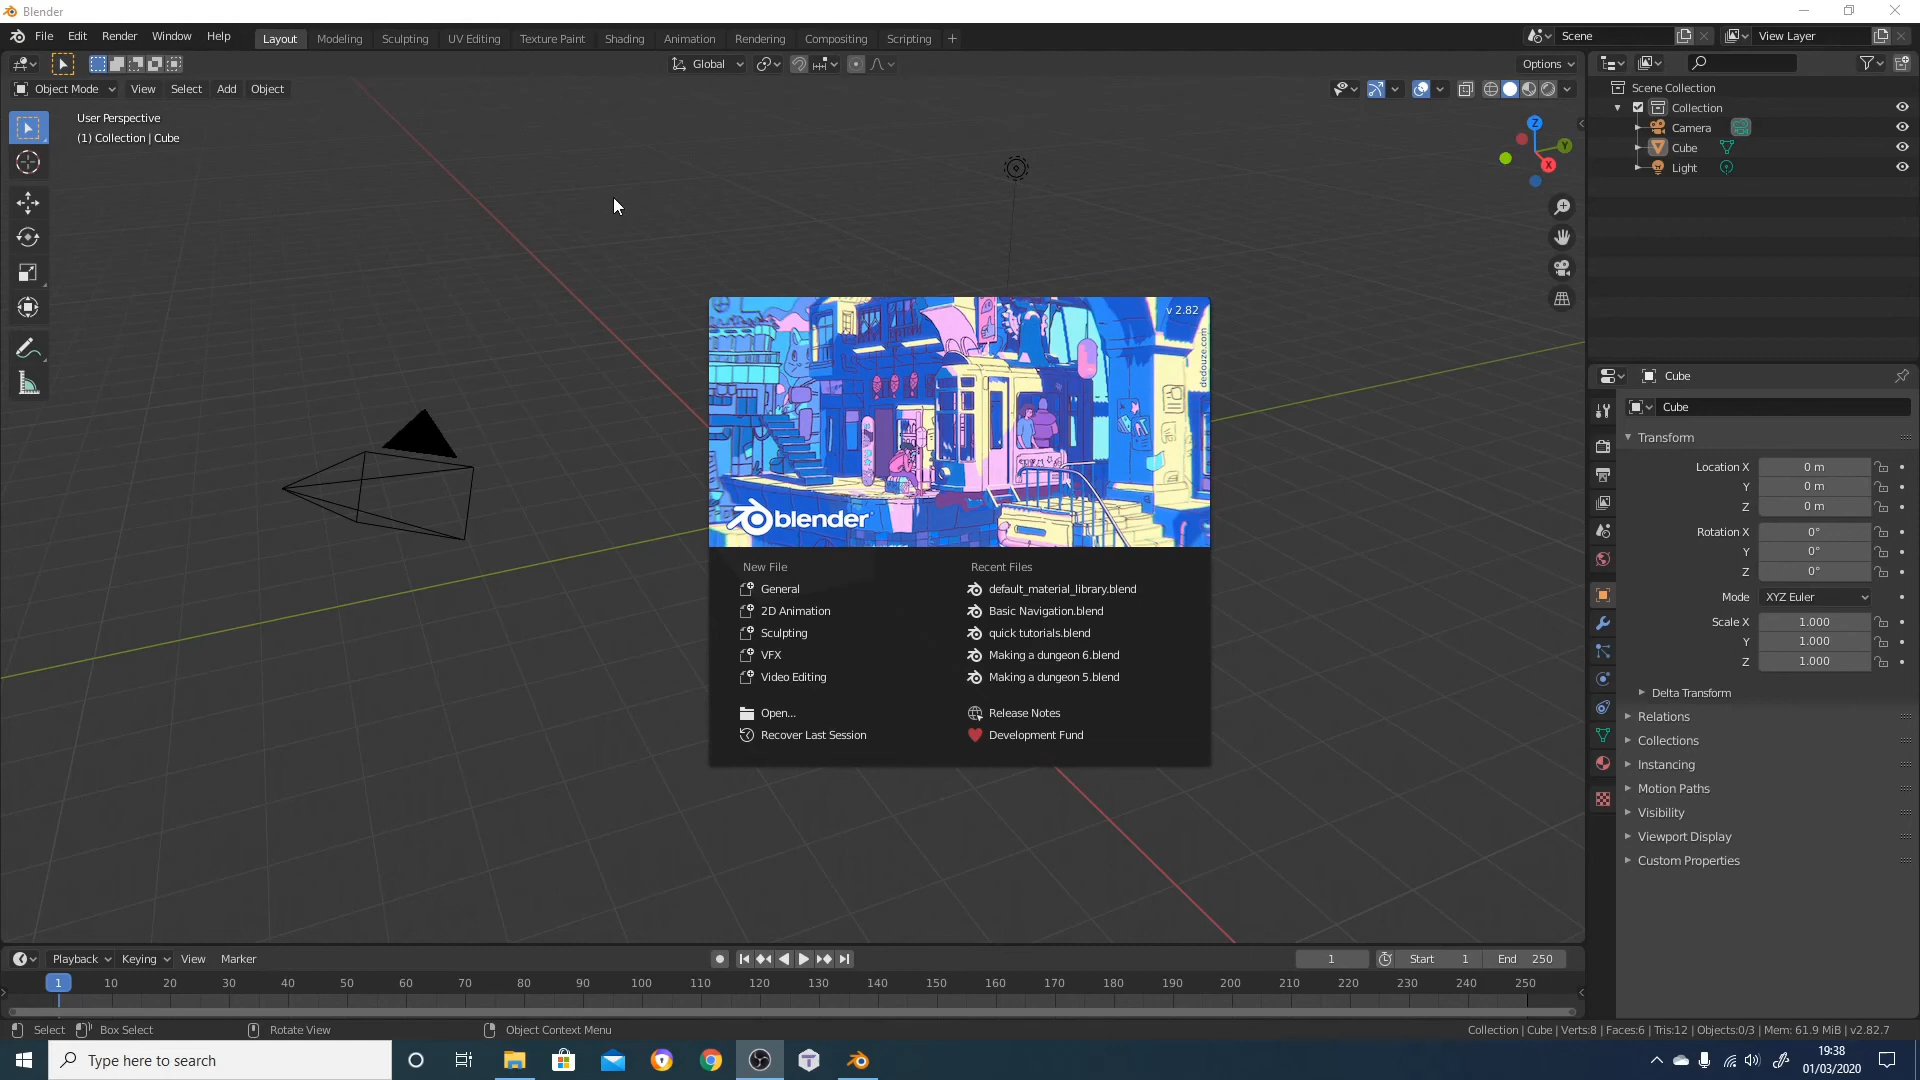 Blender
File Edit Render Window Help
Layout Modeling Sculpting UV Editing Texture Paint Shading Animation Rendering Compositing Scripting +
Scene
View Layer
Global
Options
Object Mode View Select Add Object
User Perspective
(1) Collection | Cube
Z
Y
X
Scene Collection
Collection
Camera
Cube
Light
v 2.82
dedouze.com
blender
New File
General
2D Animation
Sculpting
VFX
Video Editing
Open...
Recover Last Session
Recent Files
default_material_library.blend
Basic Navigation.blend
quick tutorials.blend
Making a dungeon 6.blend
Making a dungeon 5.blend
Release Notes
Development Fund
Cube
Cube
Transform
Location X 0 m
Y 0 m
Z 0 m
Rotation X 0°
Y 0°
Z 0°
Mode XYZ Euler
Scale X 1.000
Y 1.000
Z 1.000
Delta Transform
Relations
Collections
Instancing
Motion Paths
Visibility
Viewport Display
Custom Properties
Playback Keying View Marker
1 Start 1 End 250
1 10 20 30 40 50 60 70 80 90 100 110 120 130 140 150 160 170 180 190 200 210 220 230 240 250
Select Box Select Rotate View Object Context Menu
Collection | Cube | Verts:8 | Faces:6 | Tris:12 | Objects:0/3 | Mem: 61.9 MiB | v2.82.7
Type here to search
19:38
01/03/2020